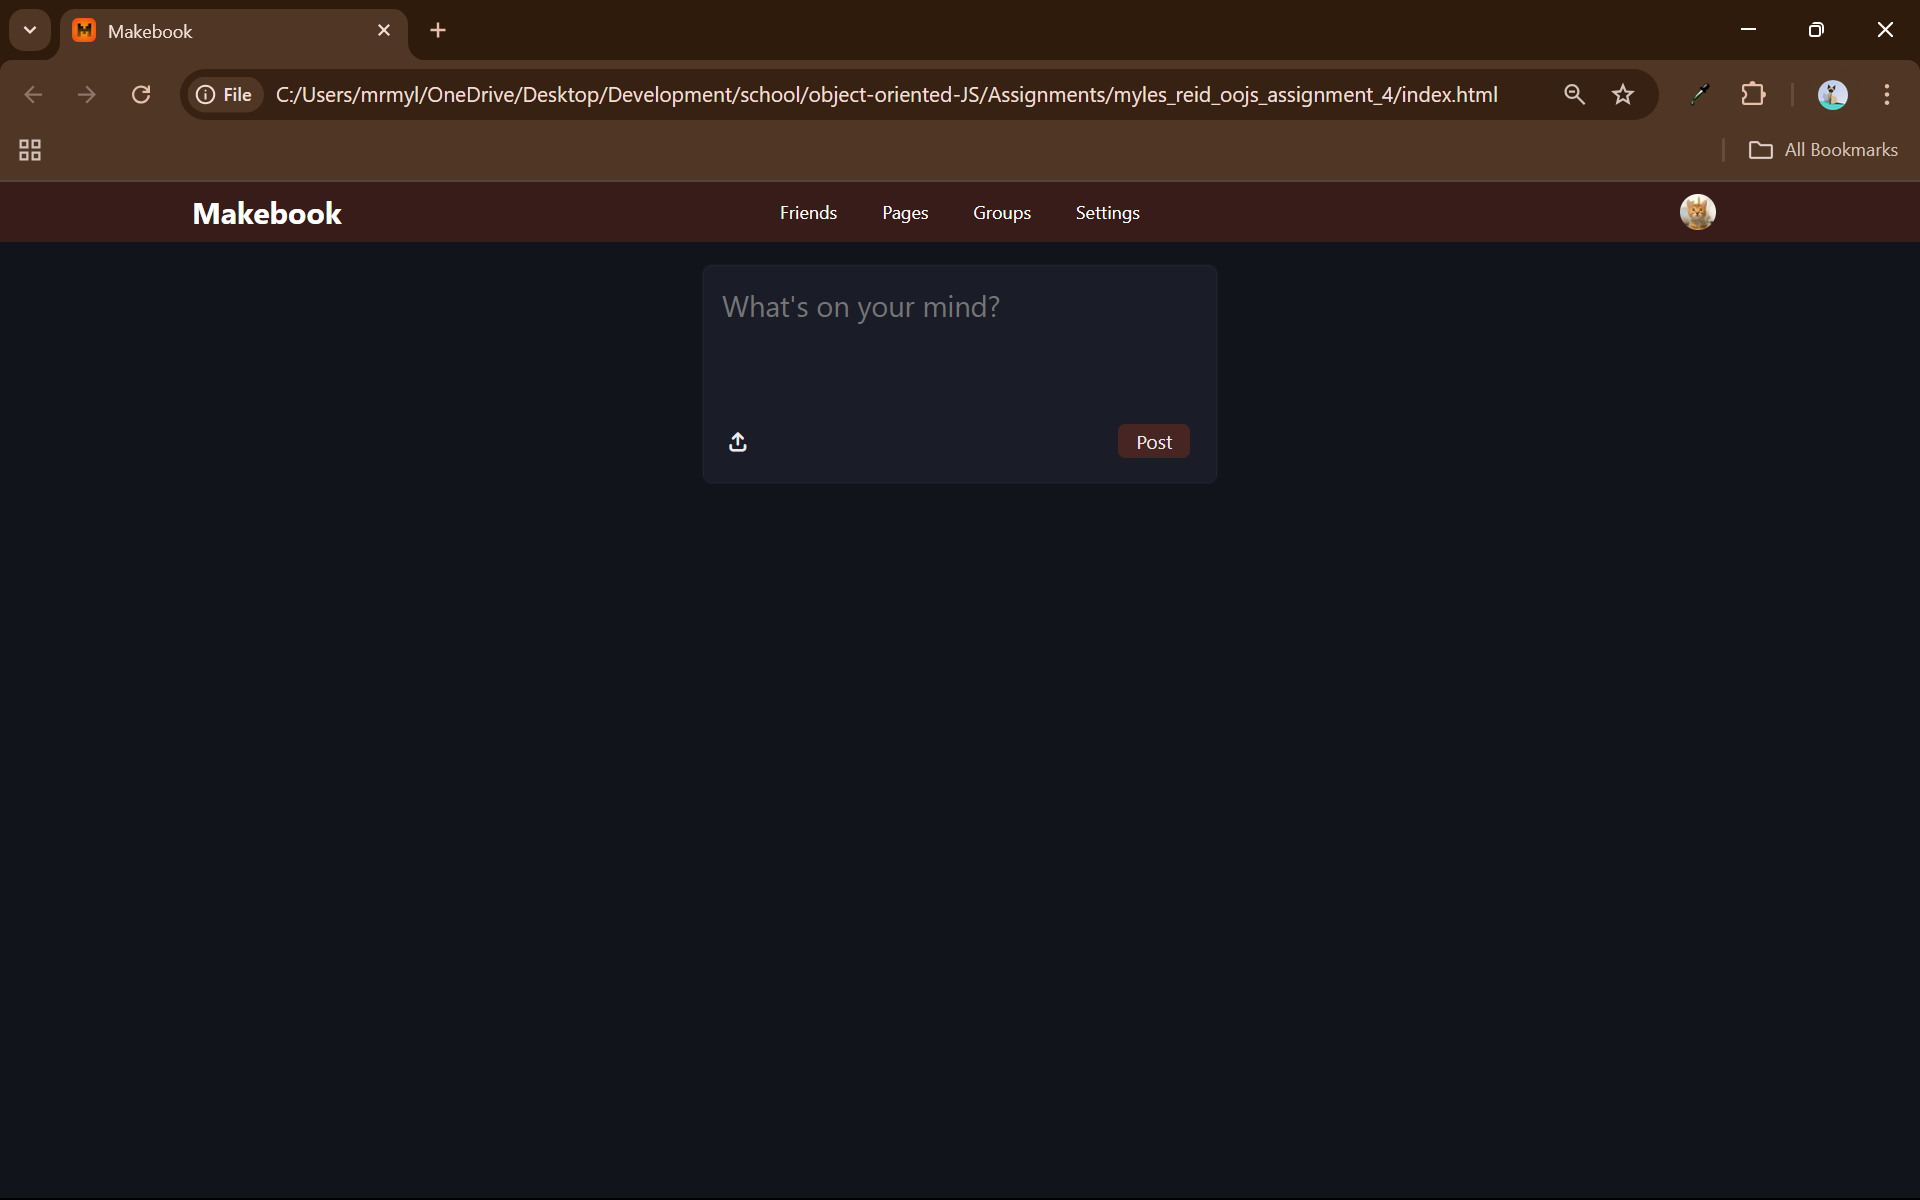 Makebook
File
C:/Users/mrmyl/OneDrive/Desktop/Development/school/object-oriented-JS/Assignments/myles_reid_oojs_assignment_4/index.html
All Bookmarks
Makebook
Friends
Pages
Groups
Settings
What's on your mind?
Post